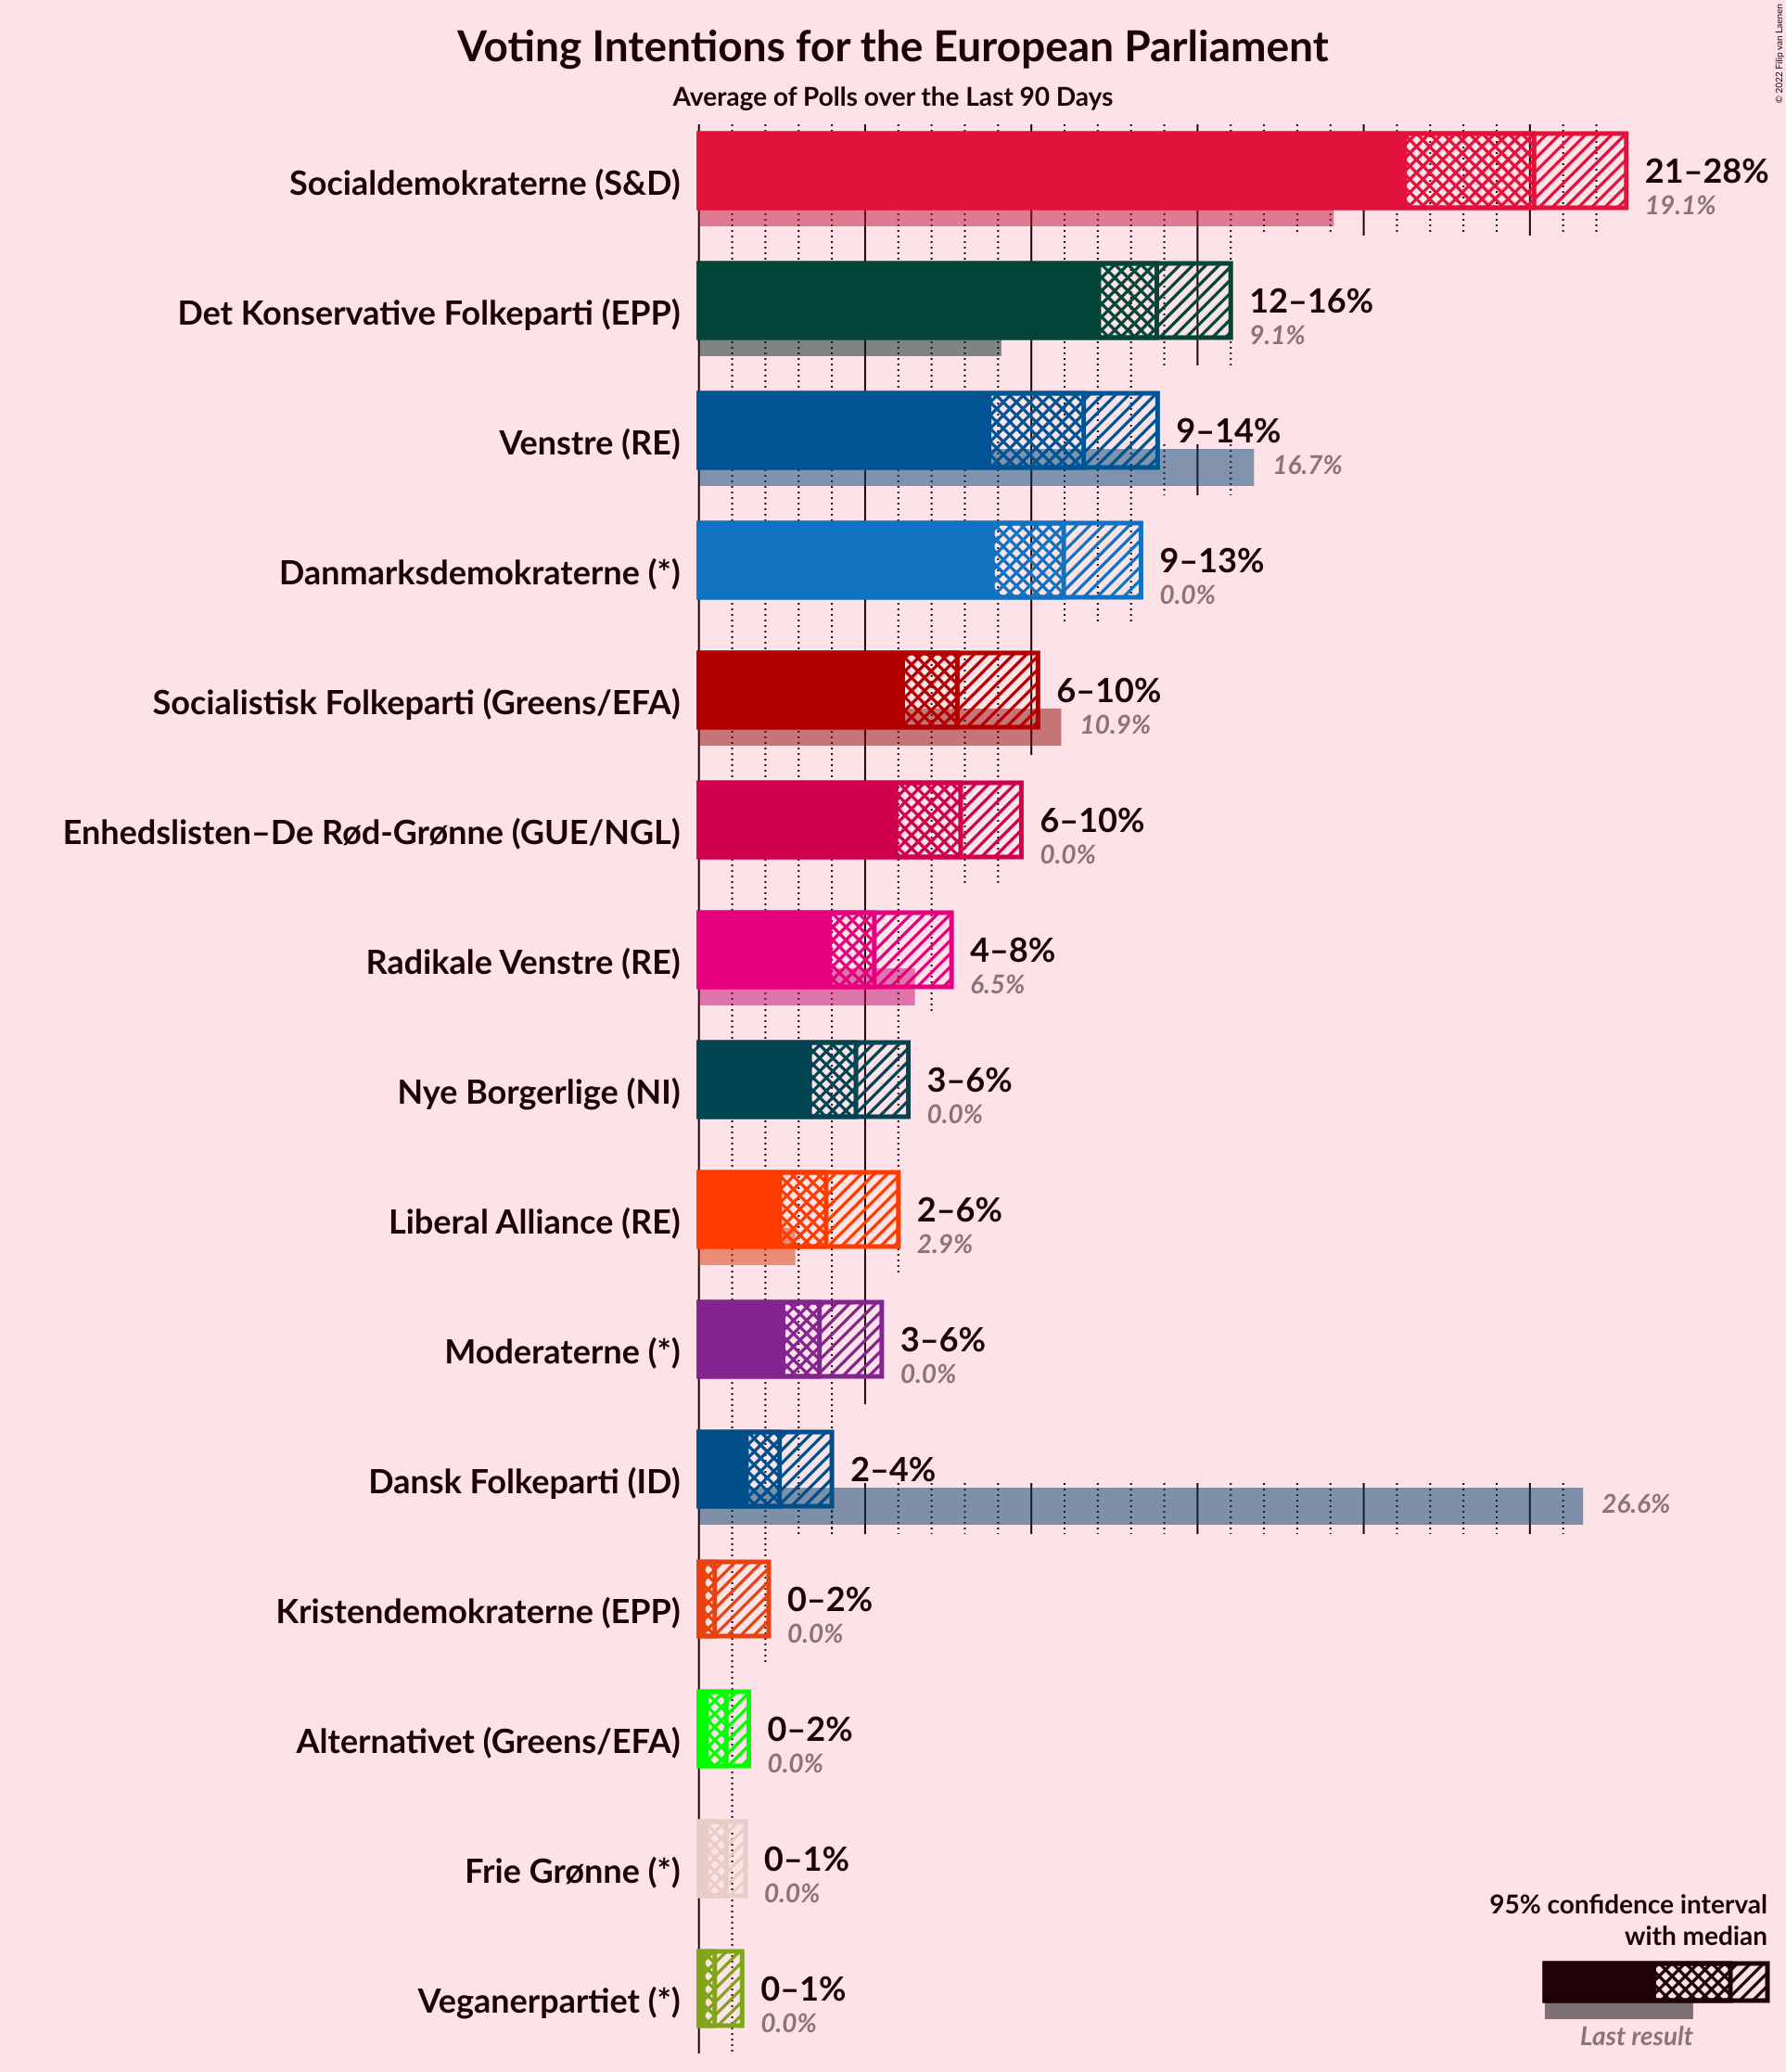 Voting Intentions for the European Parliament
Average of Polls over the Last 90 Days
© 2022 Filip van Laenen
Socialdemokraterne (S&D)
21–28%
19.1%
Det Konservative Folkeparti (EPP)
12–16%
9.1%
Venstre (RE)
9–14%
16.7%
Danmarksdemokraterne (*)
9–13%
0.0%
Socialistisk Folkeparti (Greens/EFA)
6–10%
10.9%
Enhedslisten–De Rød-Grønne (GUE/NGL)
6–10%
0.0%
Radikale Venstre (RE)
4–8%
6.5%
Nye Borgerlige (NI)
3–6%
0.0%
Liberal Alliance (RE)
2–6%
2.9%
Moderaterne (*)
3–6%
0.0%
Dansk Folkeparti (ID)
2–4%
26.6%
Kristendemokraterne (EPP)
0–2%
0.0%
Alternativet (Greens/EFA)
0–2%
0.0%
Frie Grønne (*)
0–1%
0.0%
Veganerpartiet (*)
0–1%
0.0%
95% confidence interval
with median
Last result